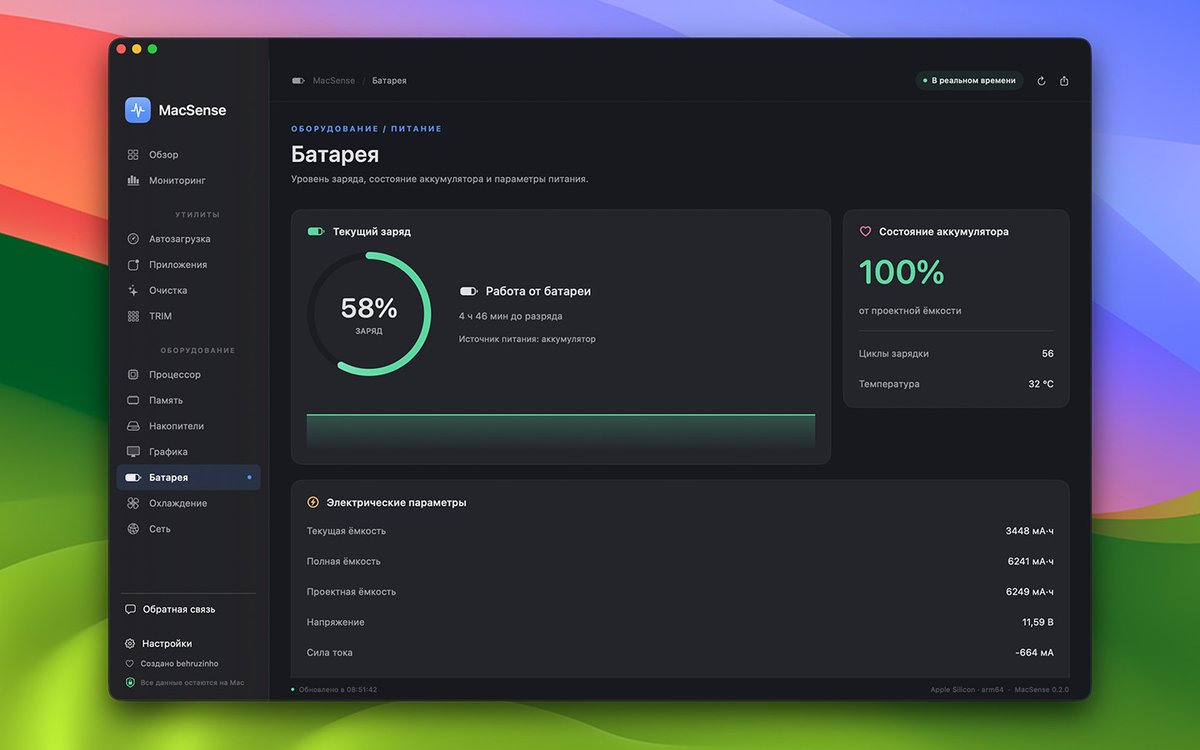 MacSense
Обзор
Мониторинг
УТИЛИТЫ
Автозагрузка
Приложения
Очистка
TRIM
ОБОРУДОВАНИЕ
Процессор
Память
Накопители
Графика
Батарея
Охлаждение
Сеть
Обратная связь
Настройки
Создано behruzinho
Все данные остаются на Mac
MacSense / Батарея
В реальном времени
ОБОРУДОВАНИЕ / ПИТАНИЕ
Батарея
Уровень заряда, состояние аккумулятора и параметры питания.
Текущий заряд
58%
ЗАРЯД
Работа от батареи
4 ч 46 мин до разряда
Источник питания: аккумулятор
Состояние аккумулятора
100%
от проектной ёмкости
Циклы зарядки 56
Температура 32 °C
Электрические параметры
Текущая ёмкость 3448 мА·ч
Полная ёмкость 6241 мА·ч
Проектная ёмкость 6249 мА·ч
Напряжение 11,59 В
Сила тока -664 мА
Обновлено в 08:51:42
Apple Silicon · arm64 · MacSense 0.2.0